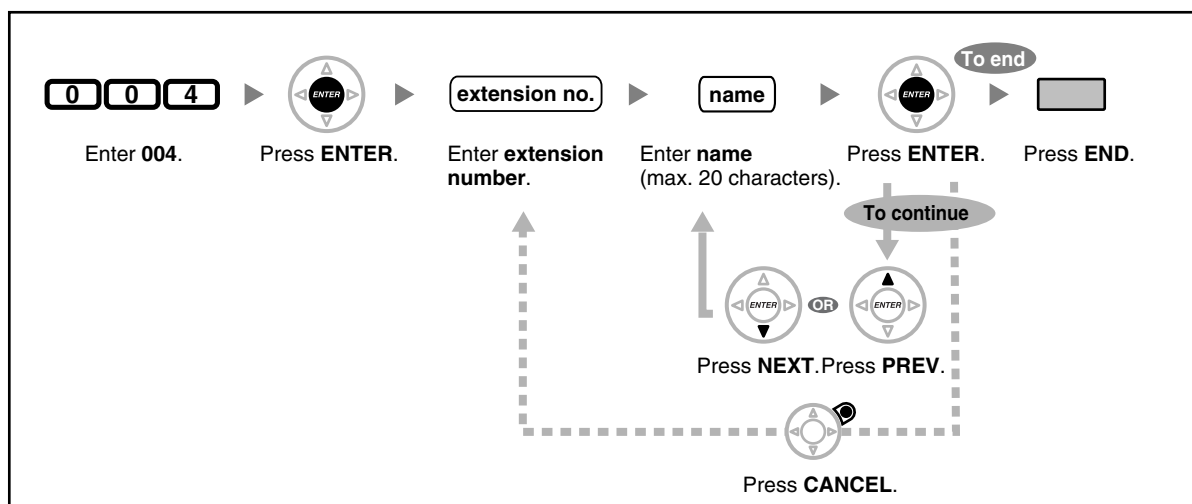 To end
0 0 4
ENTER
extension no.
name
ENTER
Enter 004.
Press ENTER.
Enter extension
number.
Enter name
(max. 20 characters).
Press ENTER.
Press END.
To continue
ENTER
OR
ENTER
Press NEXT.
Press PREV.
Press CANCEL.